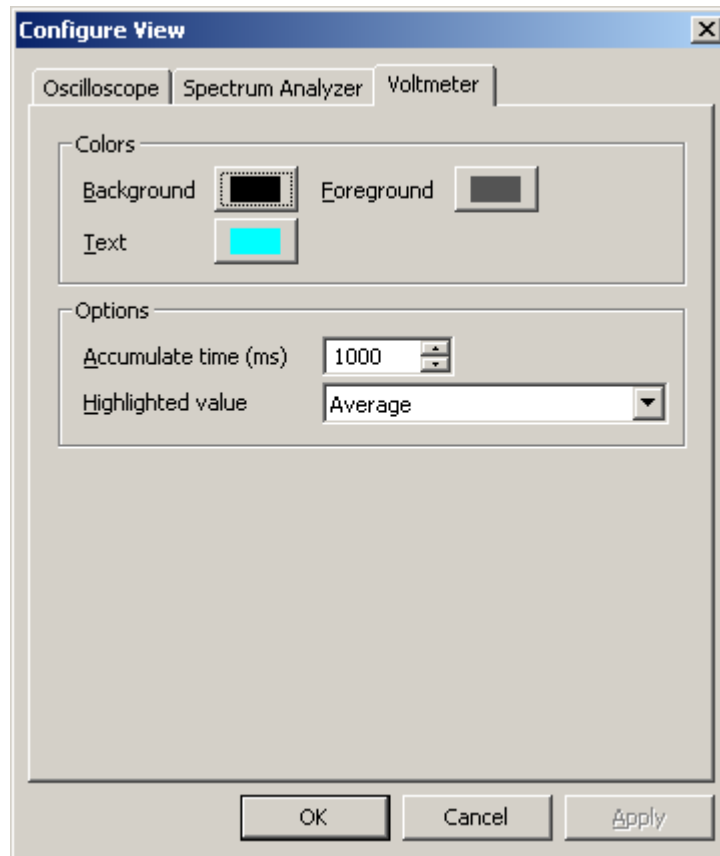 Configure View
Oscilloscope Spectrum Analyzer Voltmeter
Colors
Background Foreground
Text
Options
Accumulate time (ms) 1000
Highlighted value Average
OK Cancel Apply